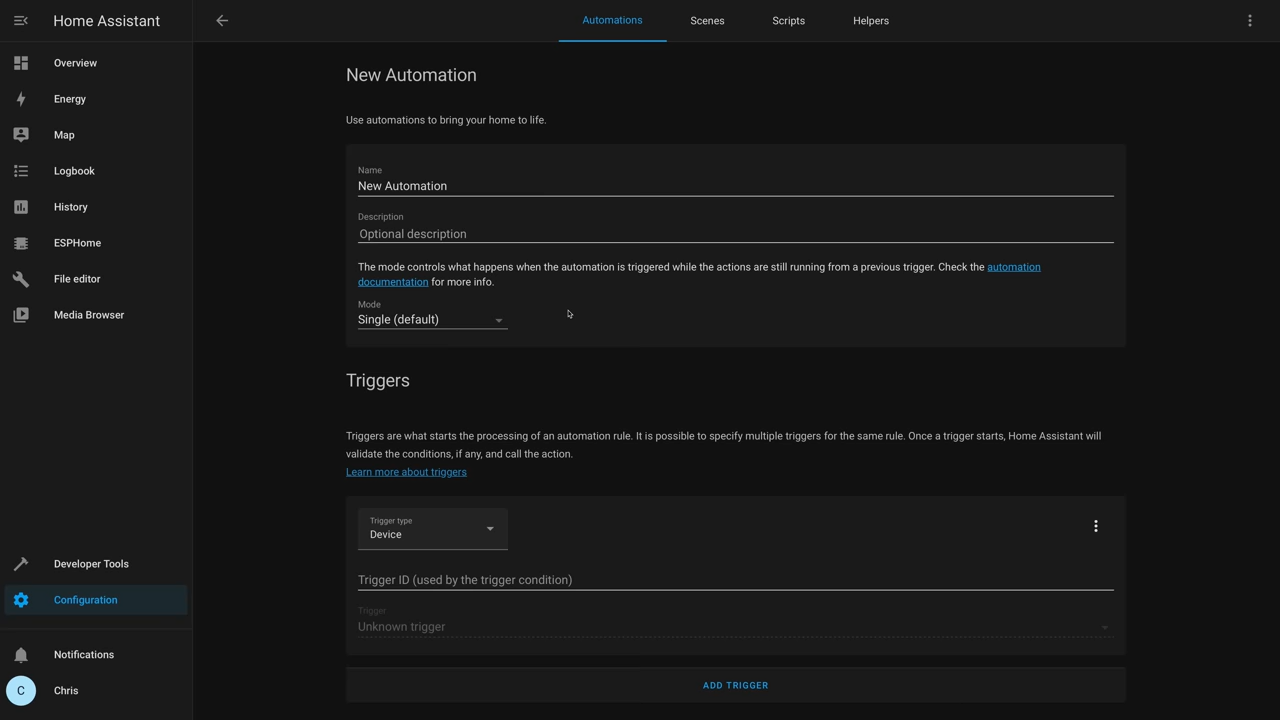 Home Assistant
Overview
Energy
Map
Logbook
History
ESPHome
File editor
Media Browser
Developer Tools
Configuration
Notifications
C
Chris
Automations
Scenes
Scripts
Helpers
New Automation
Use automations to bring your home to life.
Name
New Automation
Description
Optional description
The mode controls what happens when the automation is triggered while the actions are still running from a previous trigger. Check the automation
documentation for more info.
Mode
Single (default)
Triggers
Triggers are what starts the processing of an automation rule. It is possible to specify multiple triggers for the same rule. Once a trigger starts, Home Assistant will
validate the conditions, if any, and call the action.
Learn more about triggers
Trigger type
Device
Trigger ID (used by the trigger condition)
Trigger
Unknown trigger
ADD TRIGGER